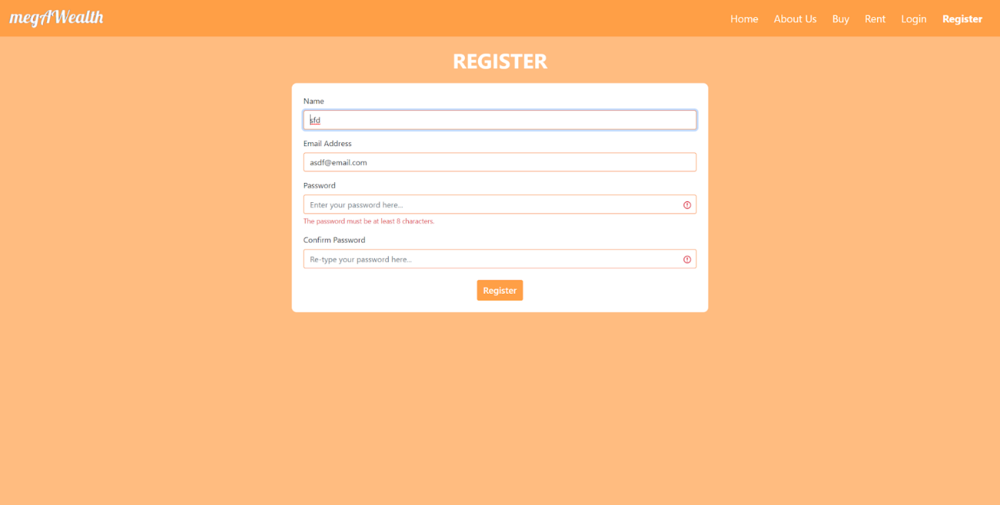 megAWealth Home About Us Buy Rent Login Register
REGISTER
Name
sfd
Email Address
asdf@email.com
Password
Enter your password here...
The password must be at least 8 characters.
Confirm Password
Re-type your password here...
Register